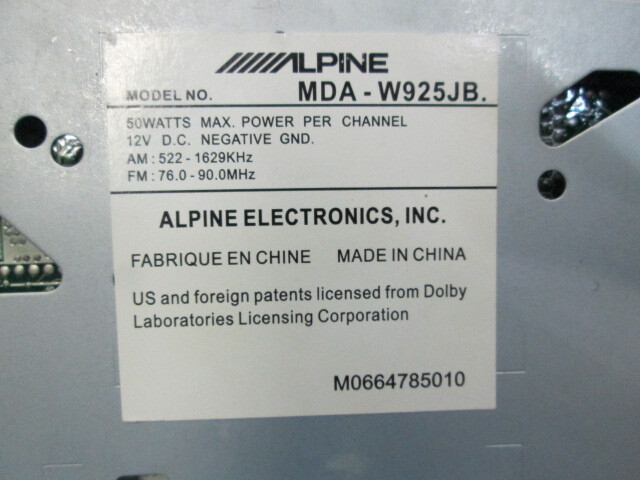 ALPINE
MODEL NO. MDA - W925JB.
50WATTS MAX. POWER PER CHANNEL
12V D.C. NEGATIVE GND.
AM : 522 - 1629KHz
FM : 76.0 - 90.0MHz
ALPINE ELECTRONICS, INC.
FABRIQUE EN CHINE MADE IN CHINA
US and foreign patents licensed from Dolby
Laboratories Licensing Corporation
M0664785010